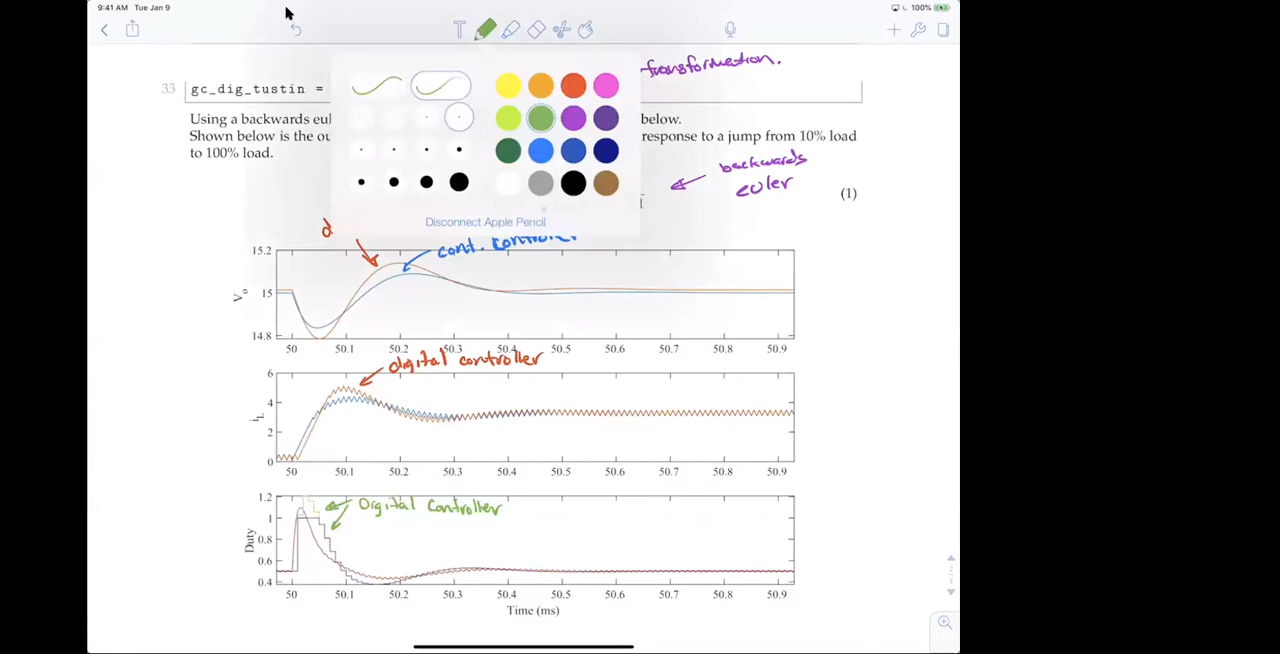 9:41 AM Tue Jan 9
100%
transformation.
33 gc_dig_tustin =
Using a backwards eul below.
Shown below is the ou response to a jump from 10% load
to 100% load.
backwards
euler
(1)
Disconnect Apple Pencil
d
cont. controller
15.2
15
14.8
Vo
50 50.1 50.2 50.3 50.4 50.5 50.6 50.7 50.8 50.9
digital controller
6
4
2
0
iL
50 50.1 50.2 50.3 50.4 50.5 50.6 50.7 50.8 50.9
Digital Controller
1.2
1
0.8
0.6
0.4
Duty
50 50.1 50.2 50.3 50.4 50.5 50.6 50.7 50.8 50.9
Time (ms)